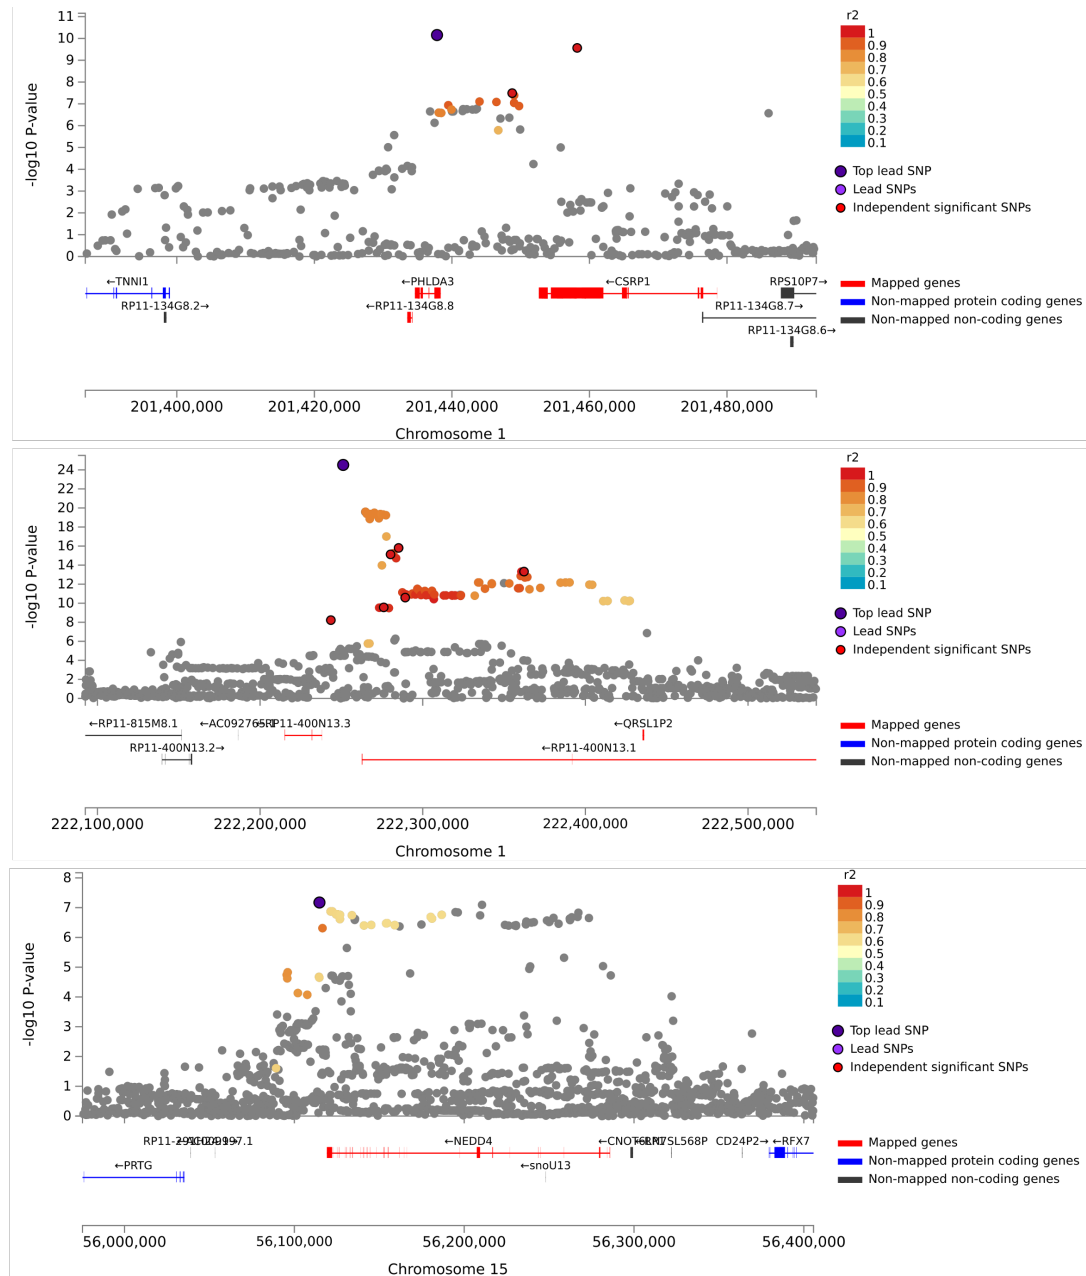 11
10
9
8
7
6
5
4
3
2
1
0
-log10 P-value
r2
1
0.9
0.8
0.7
0.6
0.5
0.4
0.3
0.2
0.1
Top lead SNP
Lead SNPs
Independent significant SNPs
←TNNI1 ←PHLDA3 ←CSRP1 RPS10P7→
RP11-134G8.2→ ←RP11-134G8.8 RP11-134G8.7→
RP11-134G8.6→
Mapped genes
Non-mapped protein coding genes
Non-mapped non-coding genes
201,400,000 201,420,000 201,440,000 201,460,000 201,480,000
Chromosome 1
24
22
20
18
16
14
12
10
8
6
4
2
0
-log10 P-value
r2
1
0.9
0.8
0.7
0.6
0.5
0.4
0.3
0.2
0.1
Top lead SNP
Lead SNPs
Independent significant SNPs
←RP11-815M8.1 RP11-400N13.3 ←QRSL1P2
RP11-400N13.2→ ←RP11-400N13.1
Mapped genes
Non-mapped protein coding genes
Non-mapped non-coding genes
222,100,000 222,200,000 222,300,000 222,400,000 222,500,000
Chromosome 1
8
7
6
5
4
3
2
1
0
-log10 P-value
r2
1
0.9
0.8
0.7
0.6
0.5
0.4
0.3
0.2
0.1
Top lead SNP
Lead SNPs
Independent significant SNPs
←NEDD4 CD24P2→ ←RFX7
←PRTG ←snoU13
Mapped genes
Non-mapped protein coding genes
Non-mapped non-coding genes
56,000,000 56,100,000 56,200,000 56,300,000 56,400,000
Chromosome 15